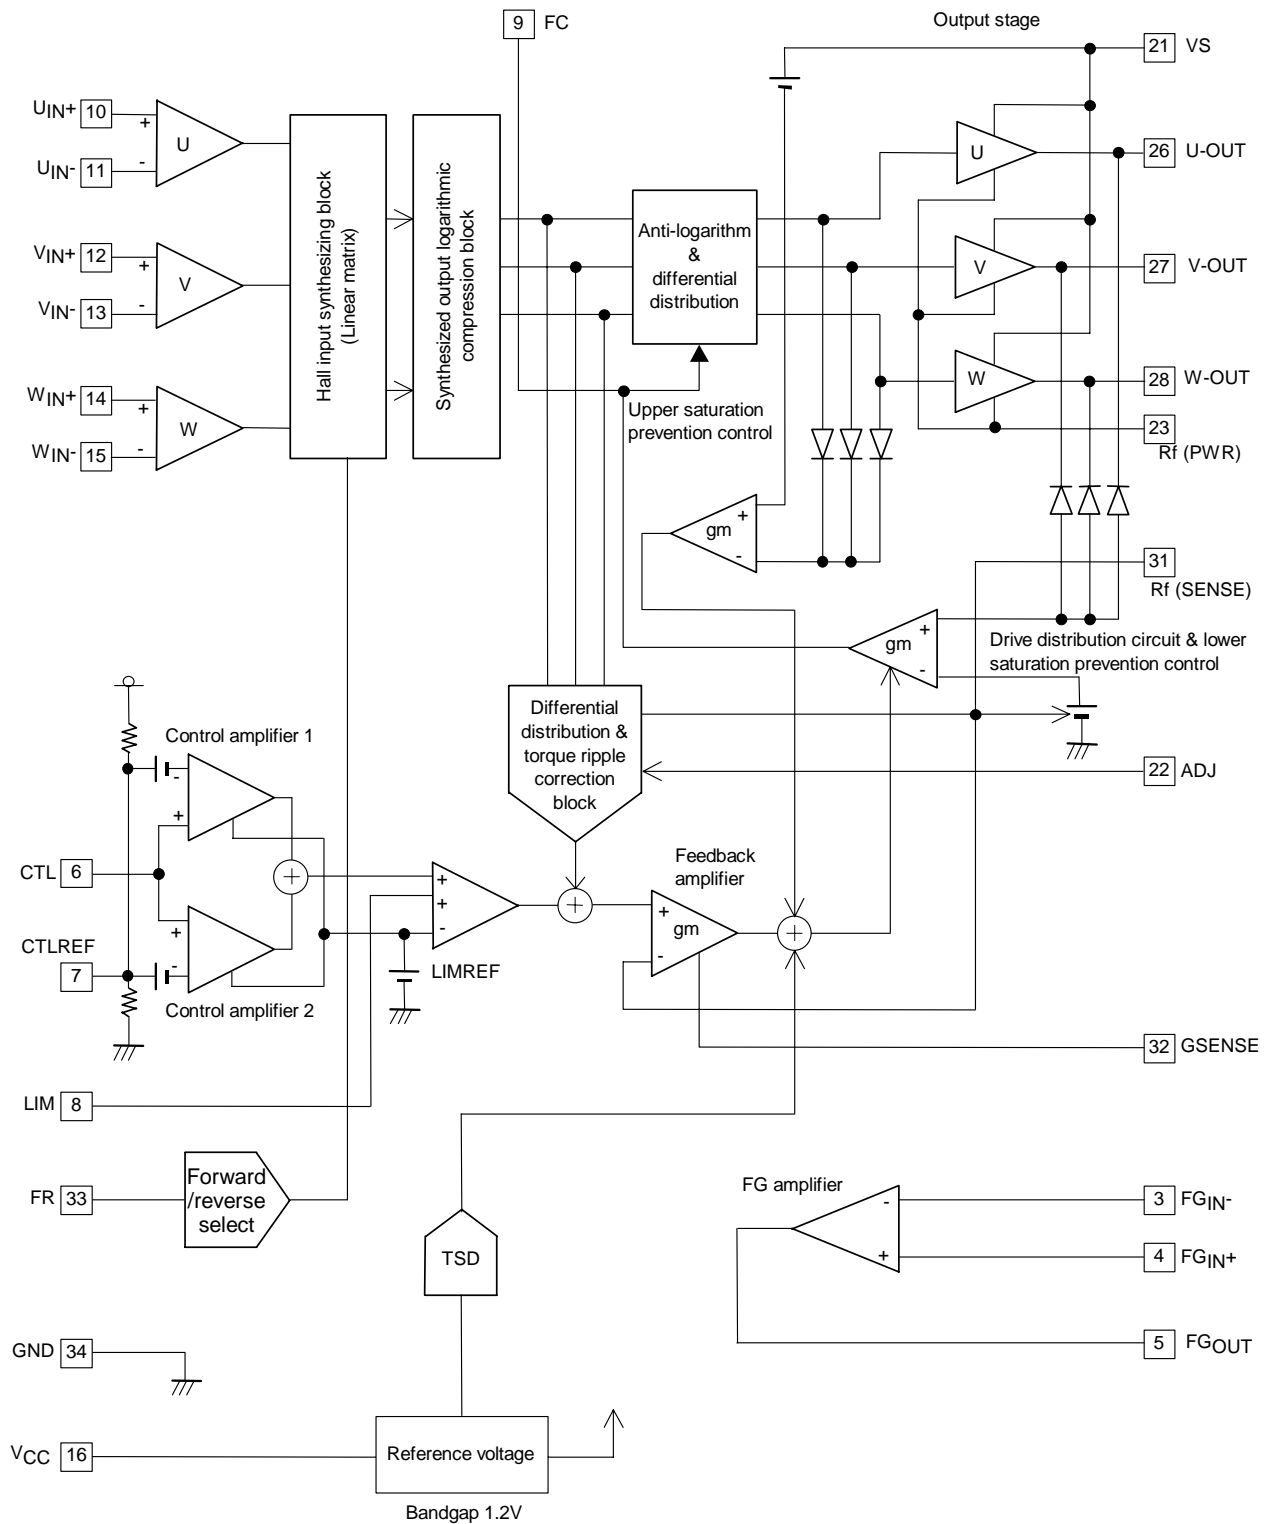 9 FC
Output stage
21 VS
UIN+ 10
+
U
UIN- 11
-
Hall input synthesizing block
(Linear matrix)
Synthesized output logarithmic
compression block
U
26 U-OUT
Anti-logarithm
&
differential
distribution
VIN+ 12
+
V
VIN- 13
-
V
27 V-OUT
WIN+ 14
+
W
WIN- 15
-
W
28 W-OUT
Upper saturation
prevention control
23
Rf (PWR)
gm
+
-
31
Rf (SENSE)
gm
+
-
Drive distribution circuit & lower
saturation prevention control
Differential
distribution &
torque ripple
correction
block
22 ADJ
Control amplifier 1
-
+
CTL 6
+
CTLREF
7
+
-
Control amplifier 2
+
+
-
LIMREF
+
Feedback
amplifier
+
gm
-
+
32 GSENSE
LIM 8
FR 33
Forward
/reverse
select
TSD
FG amplifier
-
+
3 FGIN-
4 FGIN+
5 FGOUT
GND 34
VCC 16
Reference voltage
Bandgap 1.2V